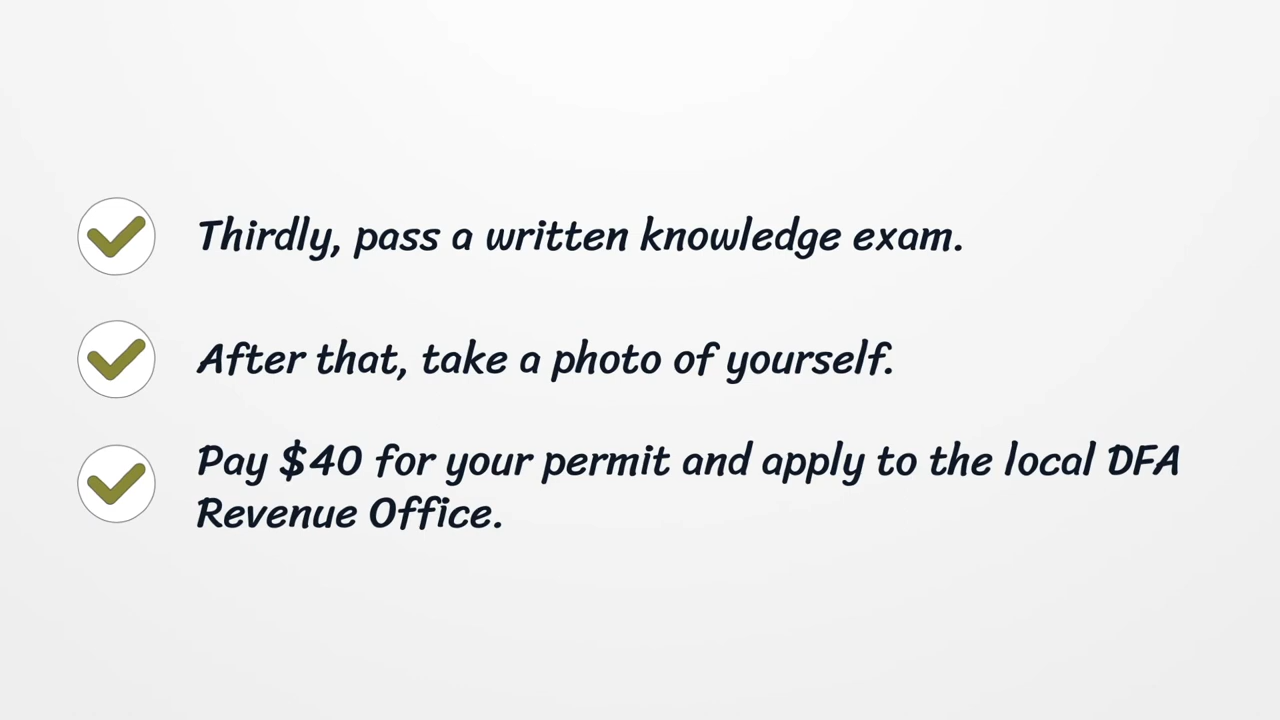 Thirdly, pass a written knowledge exam.
After that, take a photo of yourself.
Pay $40 for your permit and apply to the local DFA
Revenue Office.